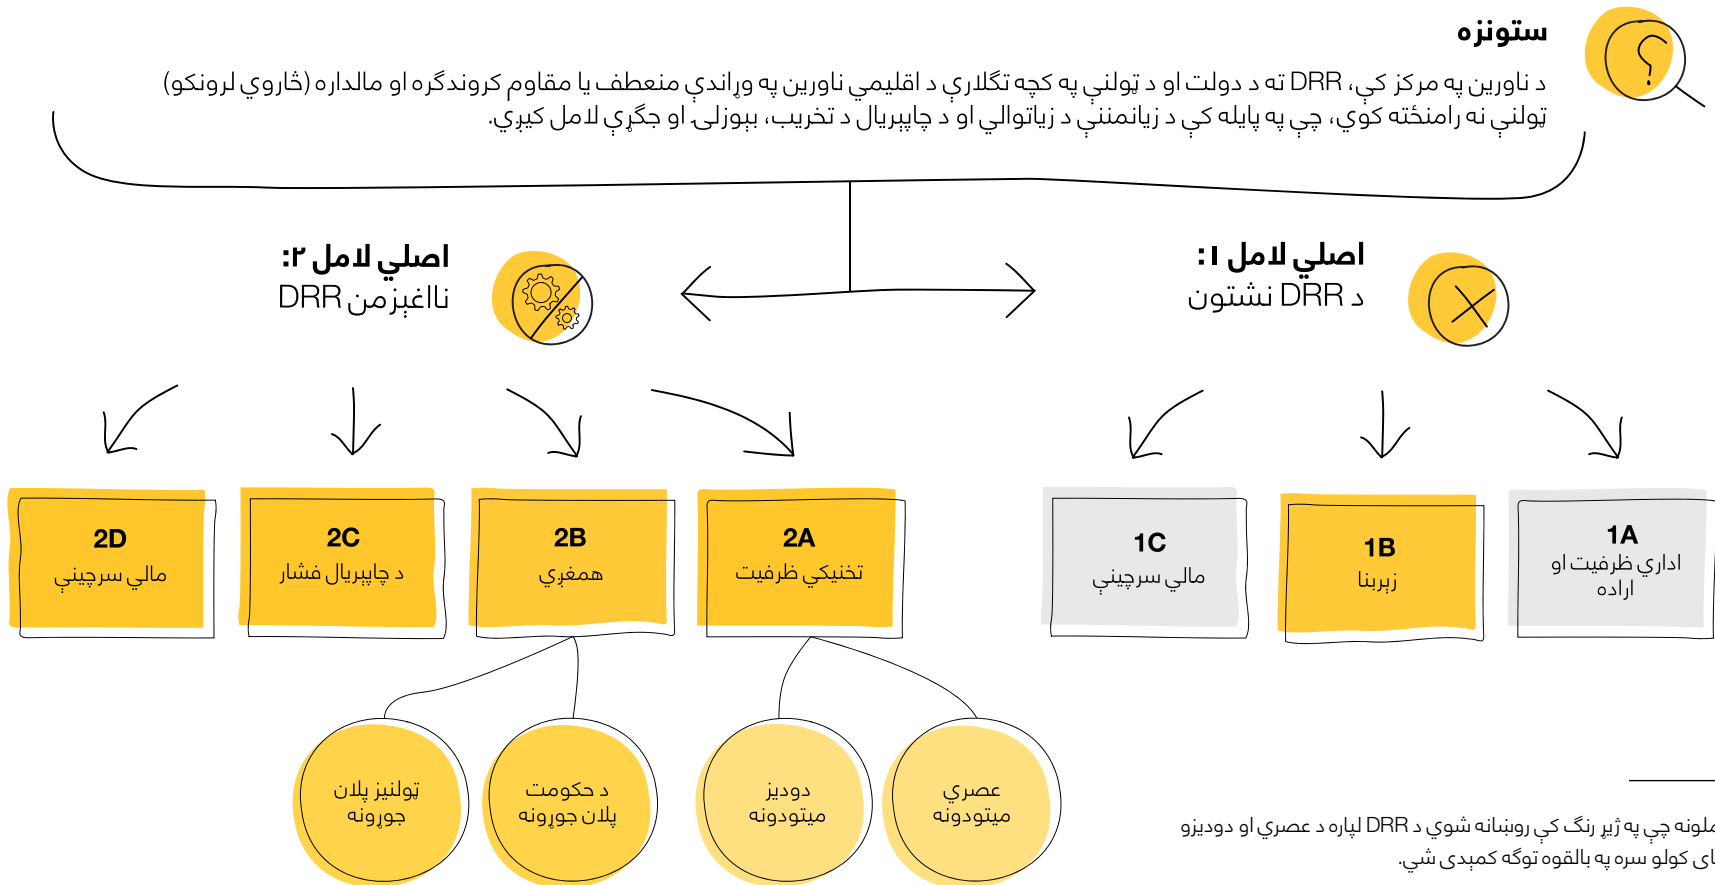 ستونزه
د ناورین په مرکز کې، DRR ته د دولت او د ټولنې په کچه تګلارې د اقلیمي ناورین په وړاندې منعطف یا مقاوم کروندګره او مالداره (څاروي لرونکو)
ټولنې نه رامنځته کوي، چې په پایله کې د زیانمننې د زیاتوالي او د چاپېریال د تخریب، بېوزلۍ او جګړې لامل کیږي.
اصلي لامل ۱:
د DRR نشتون
اصلي لامل ۲:
نااغېزمن DRR
1A
اداري ظرفیت او
اراده
1B
زېربنا
1C
مالي سرچینې
2A
تخنیکي ظرفیت
2B
همغږي
2C
د چاپېریال فشار
2D
مالي سرچینې
عصري
میتودونه
دودیز
میتودونه
د حکومت
پلان جوړونه
ټولنیز پلان
جوړونه
ملونه چې په ژیړ رنګ کې روښانه شوي د DRR لپاره د عصري او دودیزو
ای کولو سره په بالقوه توګه کمېدی شي.